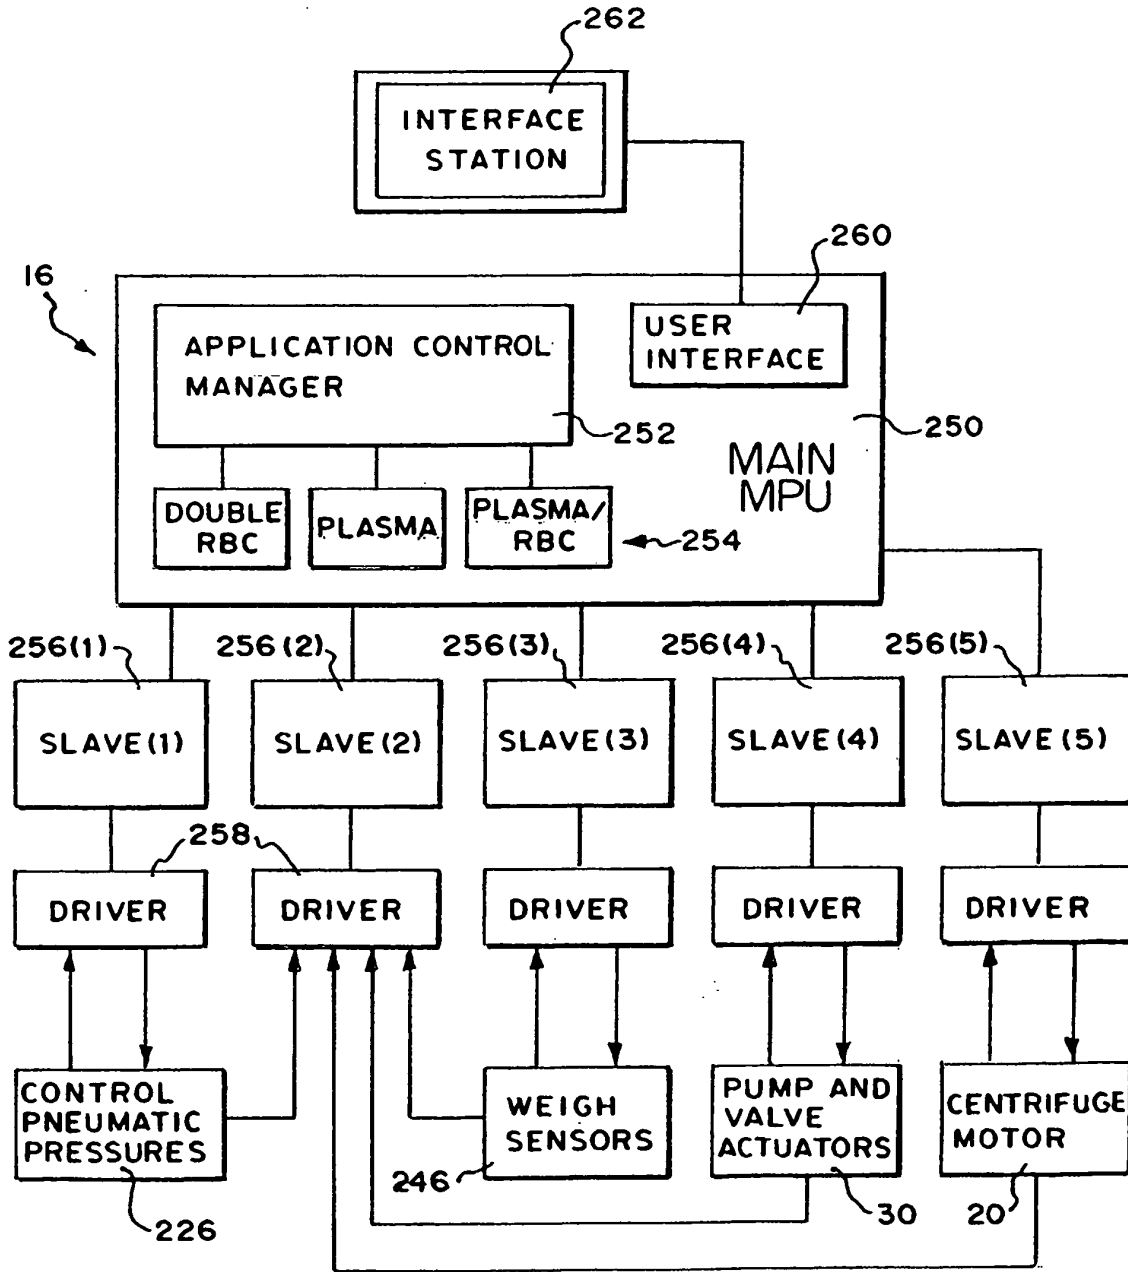 262
INTERFACE
STATION
260
16
USER
INTERFACE
APPLICATION CONTROL
MANAGER
252
250
MAIN
MPU
DOUBLE
RBC
PLASMA
PLASMA/
RBC
254
256(1)
256(2)
256(3)
256(4)
256(5)
SLAVE(1)
SLAVE(2)
SLAVE(3)
SLAVE(4)
SLAVE(5)
258
DRIVER
DRIVER
DRIVER
DRIVER
DRIVER
CONTROL
PNEUMATIC
PRESSURES
WEIGH
SENSORS
PUMP AND
VALVE
ACTUATORS
CENTRIFUGE
MOTOR
226
246
30
20